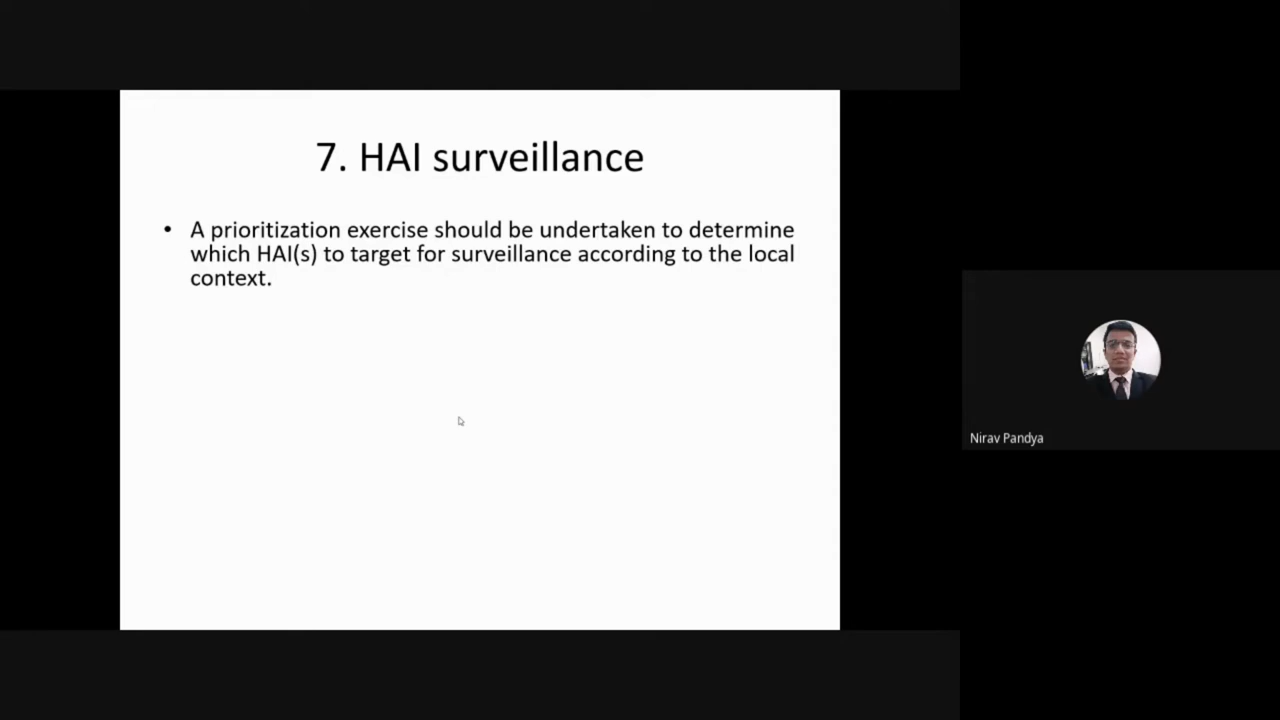 7. HAI surveillance
• A prioritization exercise should be undertaken to determine
which HAI(s) to target for surveillance according to the local
context.
Nirav Pandya